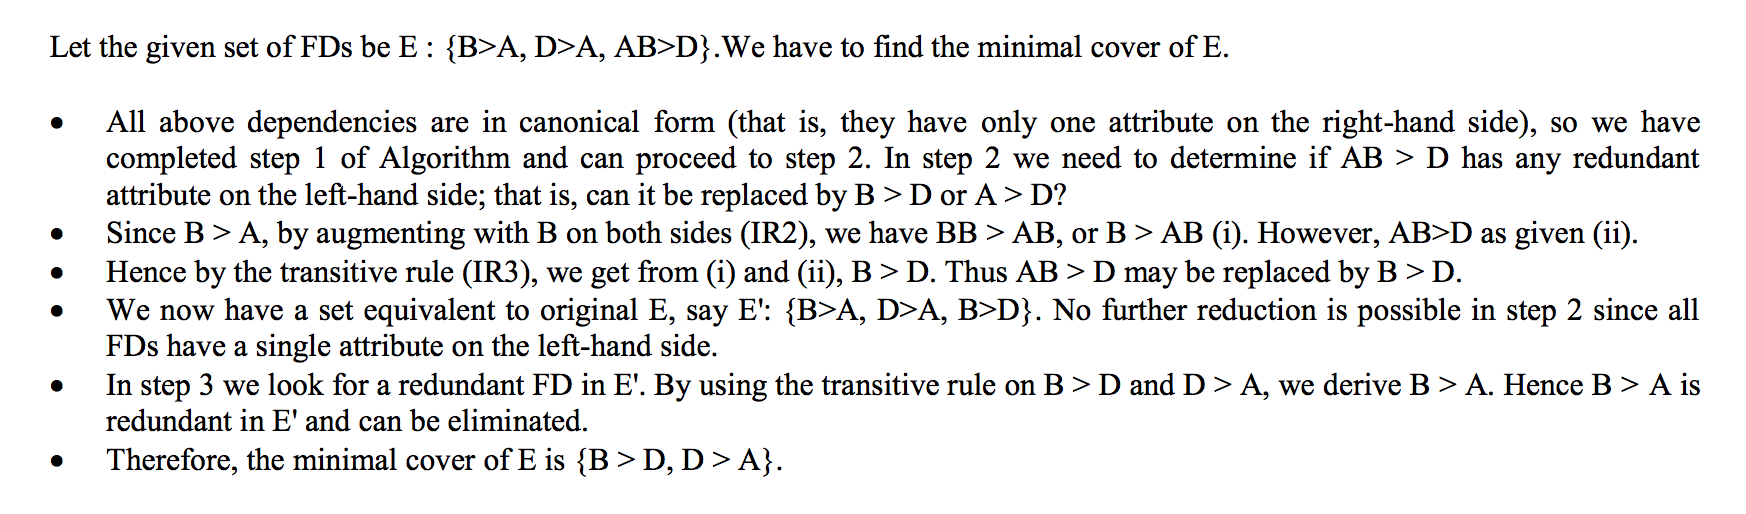 Let the given set of FDs be E : {B>A, D>A, AB>D}.We have to find the minimal cover of E.
• All above dependencies are in canonical form (that is, they have only one attribute on the right-hand side), so we have
completed step 1 of Algorithm and can proceed to step 2. In step 2 we need to determine if AB > D has any redundant
attribute on the left-hand side; that is, can it be replaced by B > D or A > D?
• Since B > A, by augmenting with B on both sides (IR2), we have BB > AB, or B > AB (i). However, AB>D as given (ii).
• Hence by the transitive rule (IR3), we get from (i) and (ii), B > D. Thus AB > D may be replaced by B > D.
• We now have a set equivalent to original E, say E': {B>A, D>A, B>D}. No further reduction is possible in step 2 since all
FDs have a single attribute on the left-hand side.
• In step 3 we look for a redundant FD in E'. By using the transitive rule on B > D and D > A, we derive B > A. Hence B > A is
redundant in E' and can be eliminated.
• Therefore, the minimal cover of E is {B > D, D > A}.